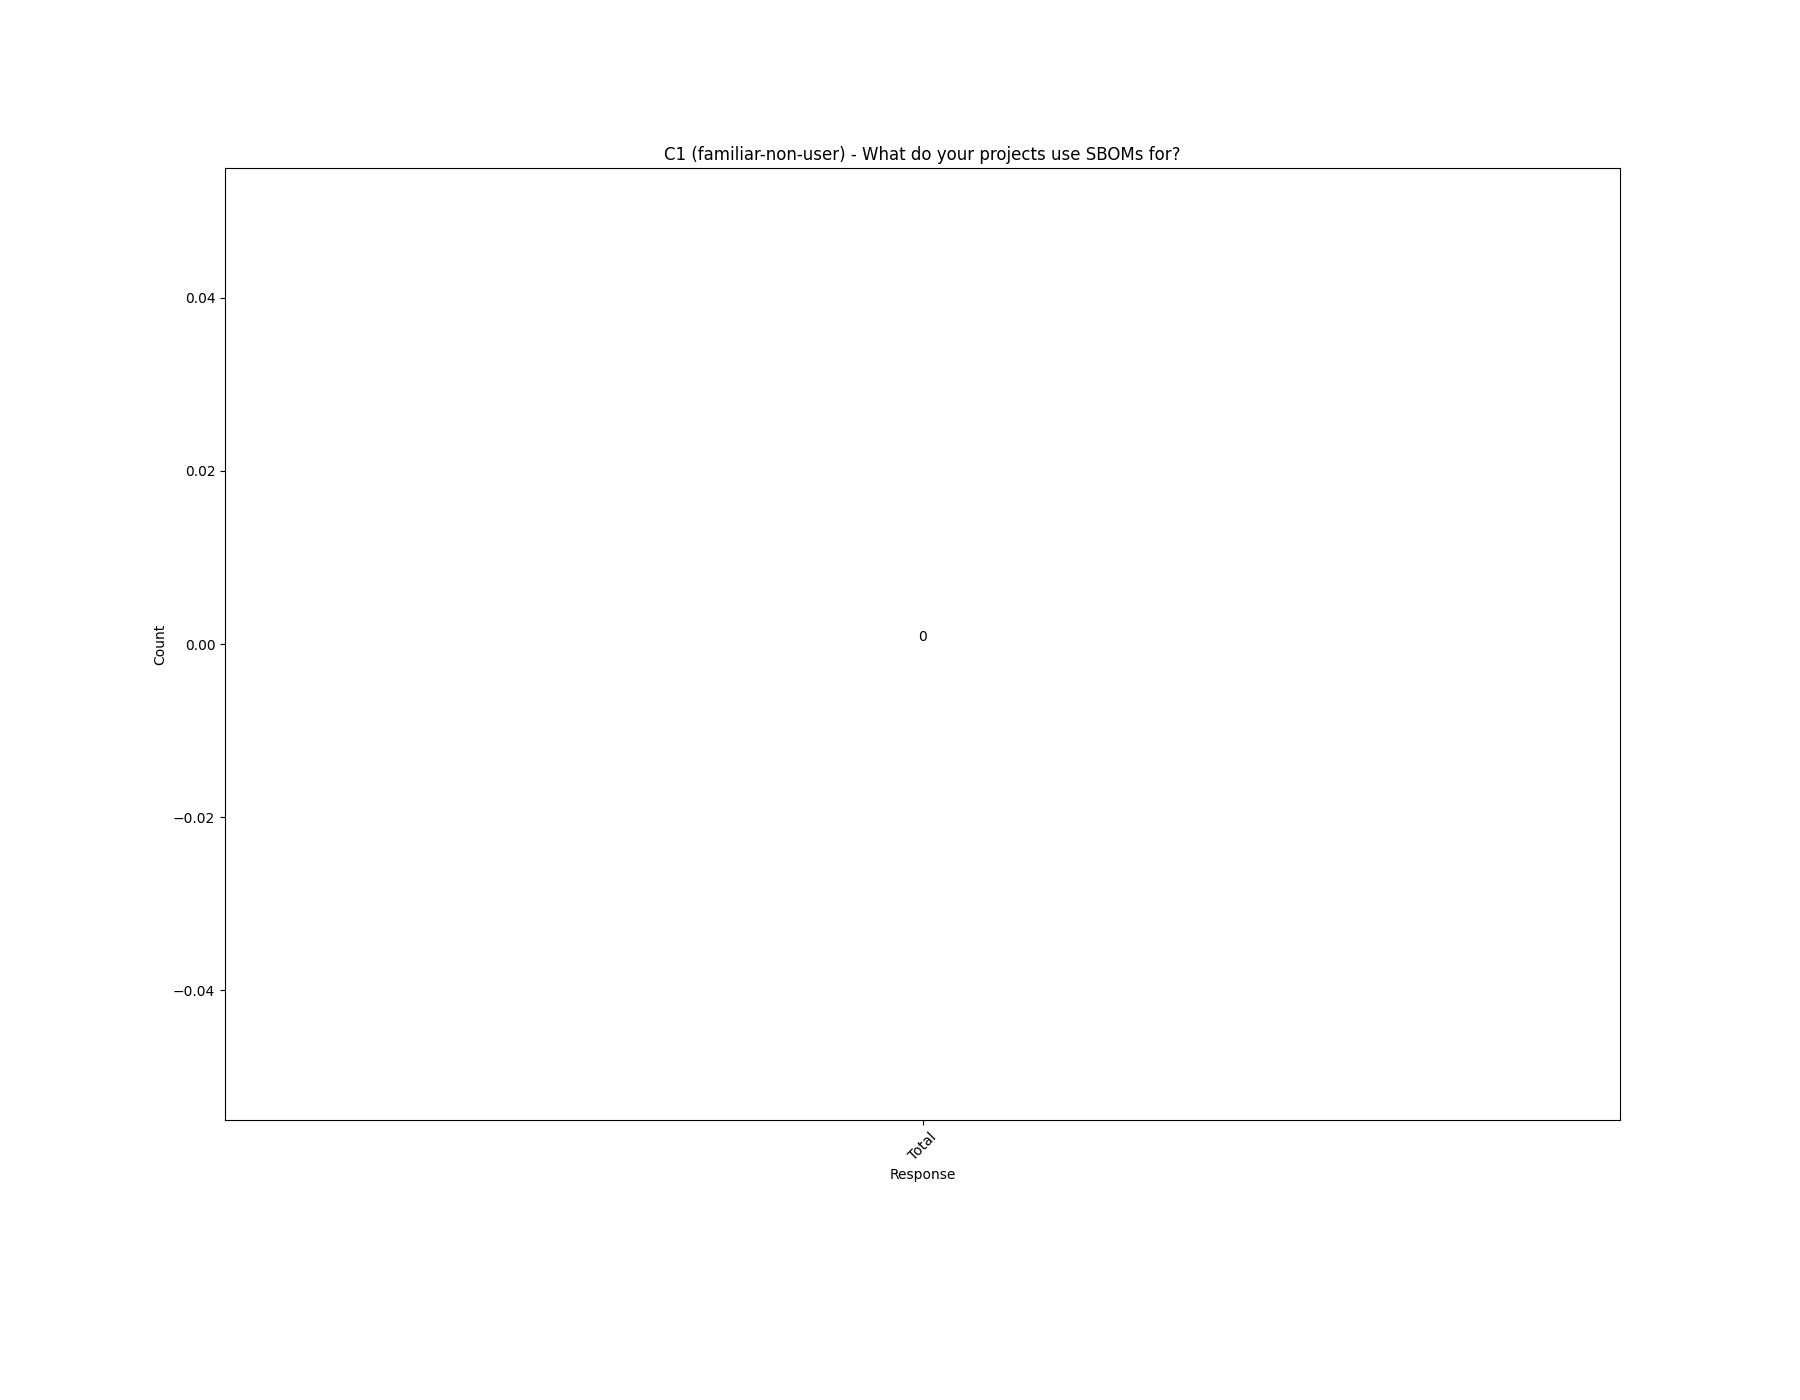 C1 (familiar-non-user) - What do your projects use SBOMs for?
0.04
0.02
0.00
−0.02
−0.04
Count
0
Total
Response